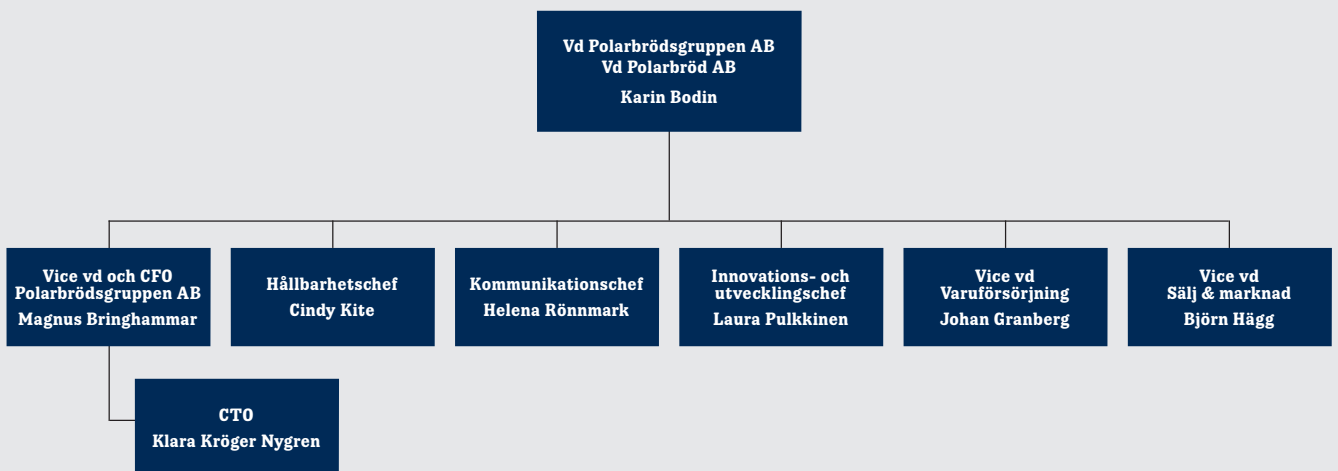 Vd Polarbrödsgruppen AB
Vd Polarbröd AB
Karin Bodin
Vice vd och CFO
Polarbrödsgruppen AB
Magnus Bringhammar
Hållbarhetschef
Cindy Kite
Kommunikationschef
Helena Rönnmark
Innovations- och
utvecklingschef
Laura Pulkkinen
Vice vd
Varuförsörjning
Johan Granberg
Vice vd
Sälj & marknad
Björn Hägg
CTO
Klara Kröger Nygren